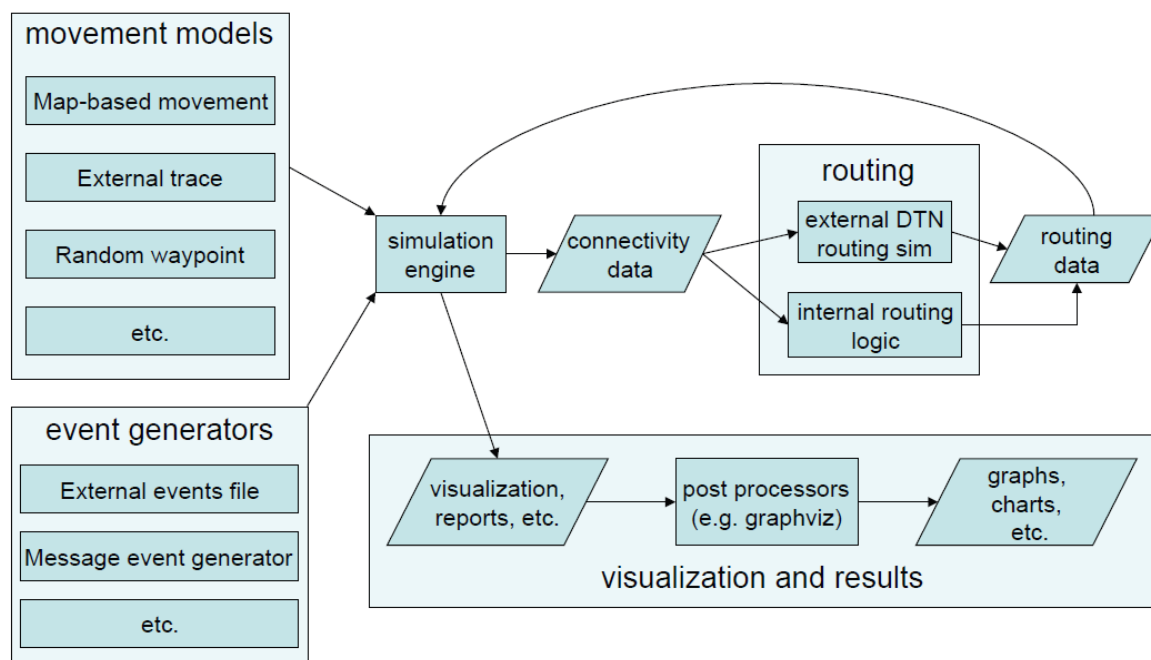 movement models
Map-based movement
External trace
Random waypoint
etc.
event generators
External events file
Message event generator
etc.
simulation
engine
connectivity
data
routing
external DTN
routing sim
internal routing
logic
routing
data
visualization,
reports, etc.
post processors
(e.g. graphviz)
graphs,
charts,
etc.
visualization and results